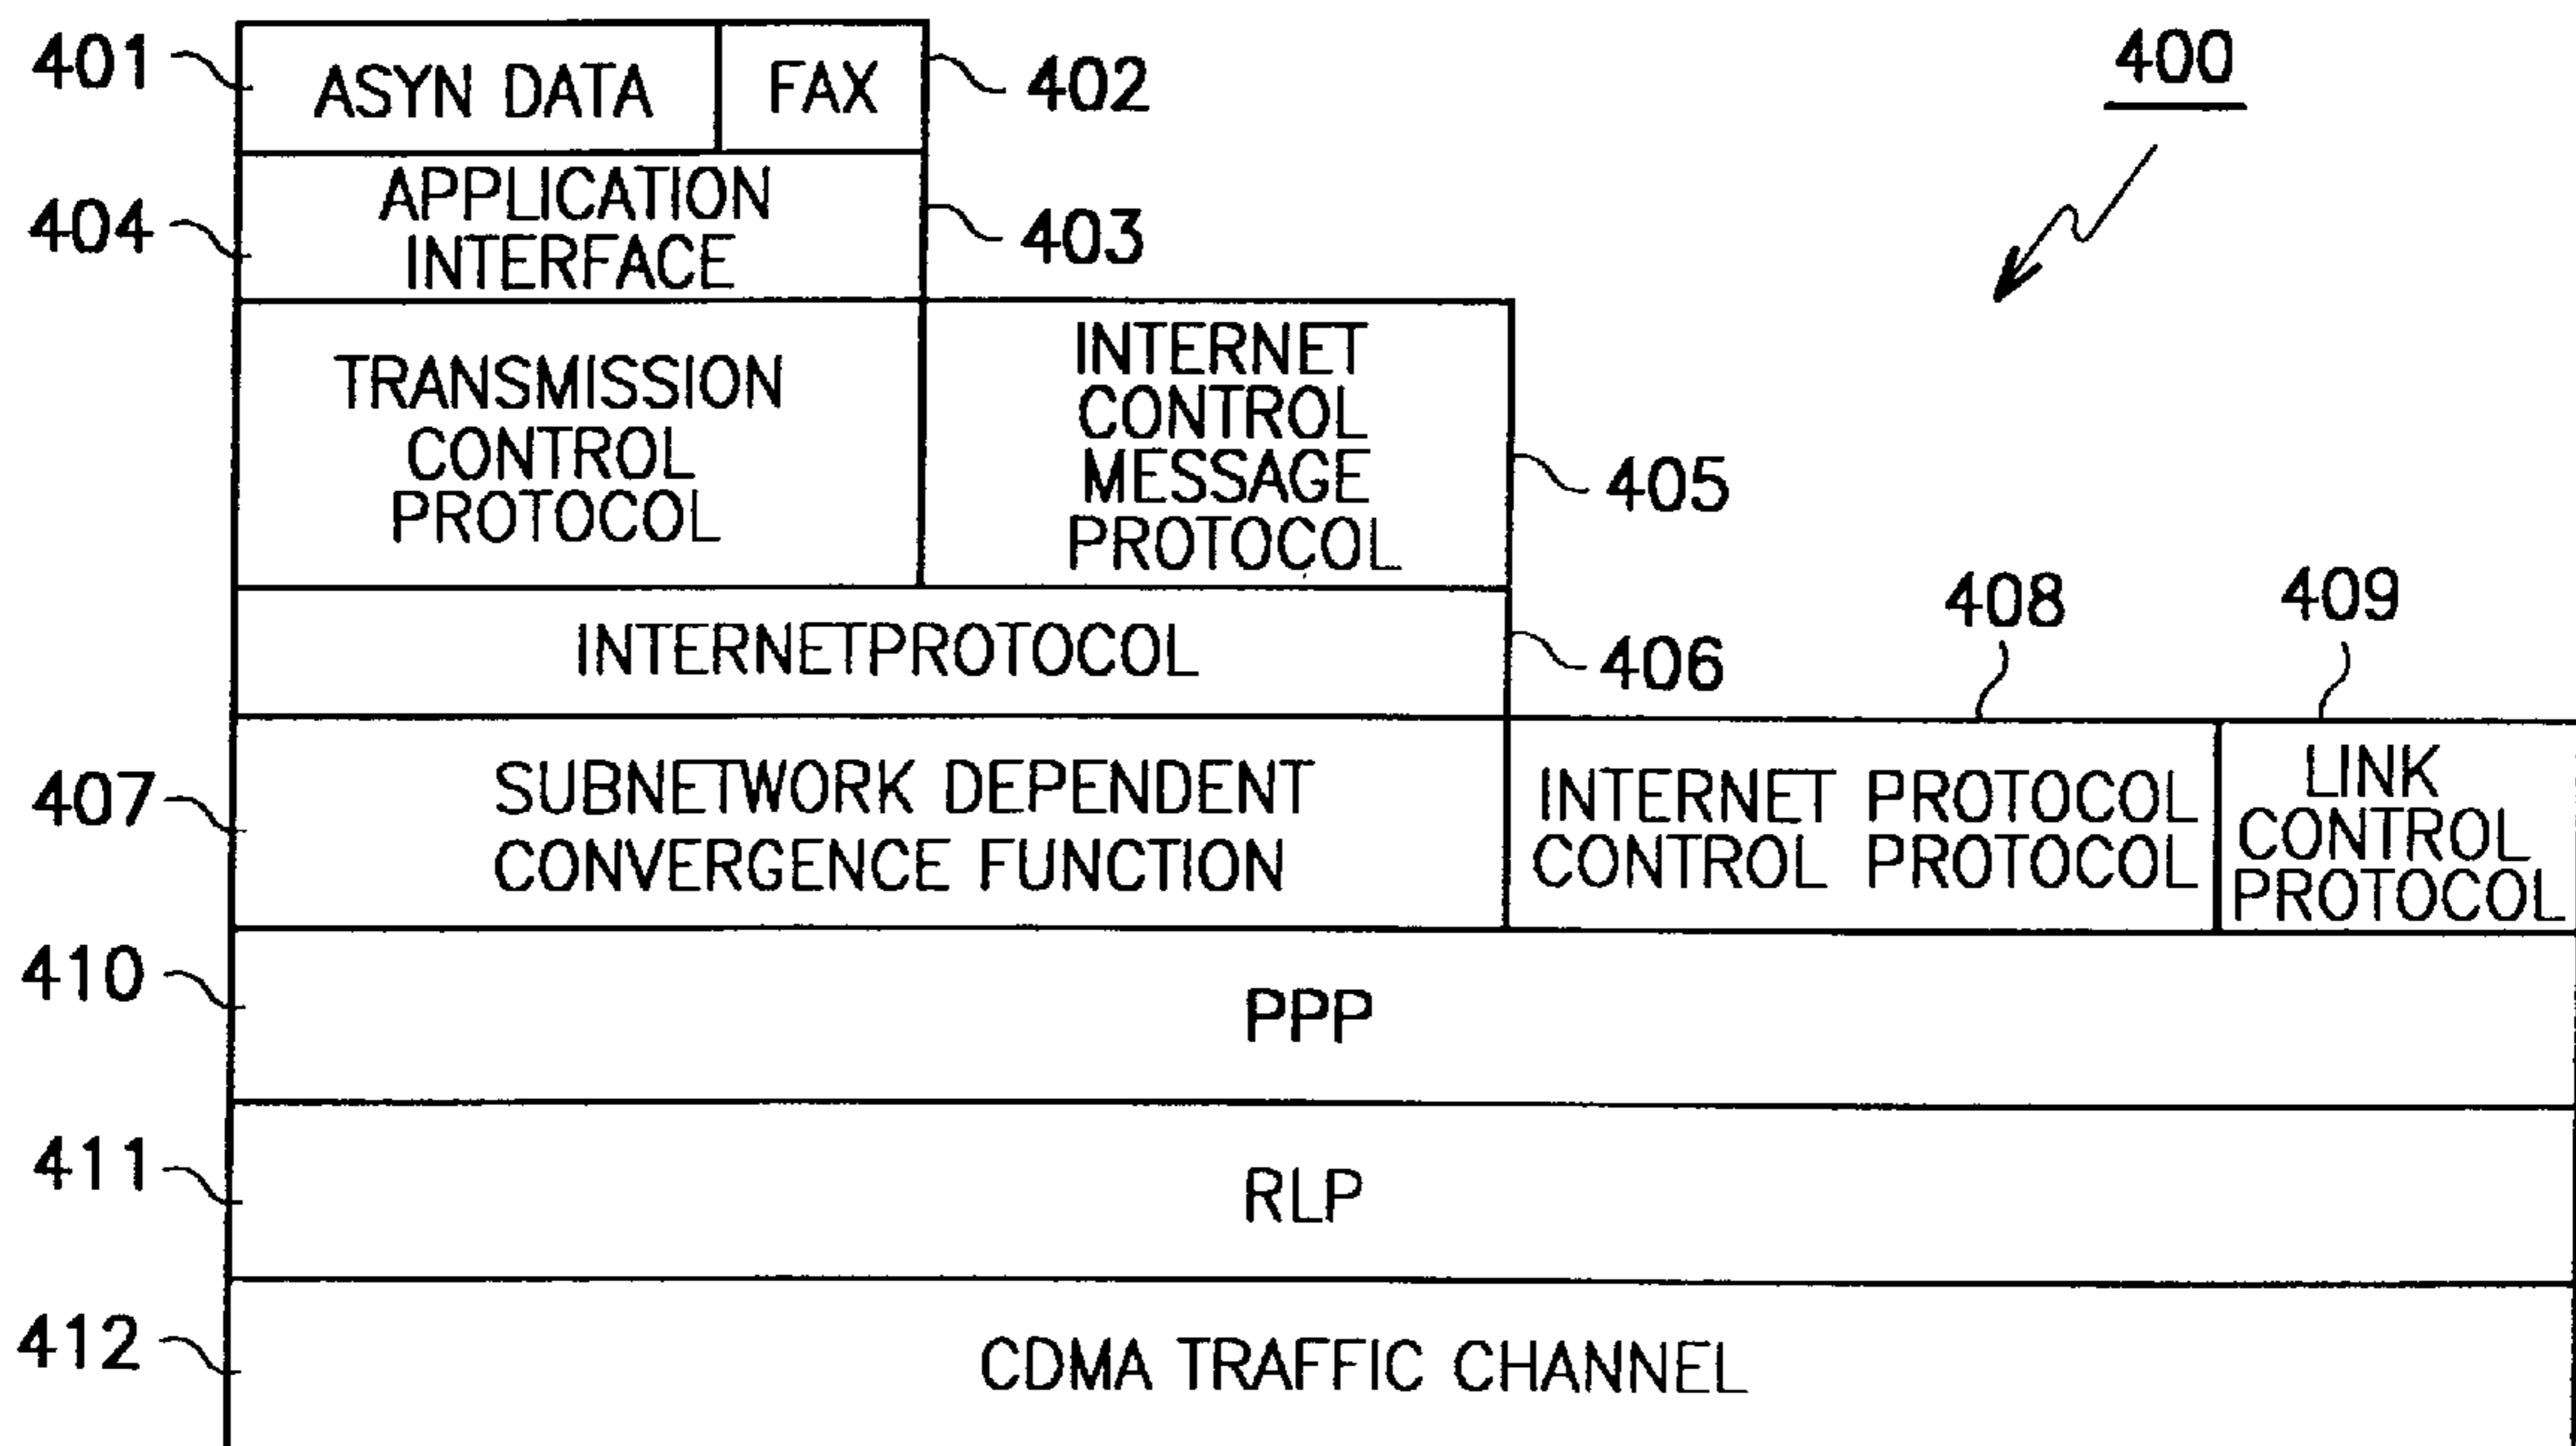 400
401
ASYN DATA
FAX
402
404
APPLICATION
INTERFACE
403
TRANSMISSION
CONTROL
PROTOCOL
INTERNET
CONTROL
MESSAGE
PROTOCOL
405
INTERNETPROTOCOL
406
408
409
407
SUBNETWORK DEPENDENT
CONVERGENCE FUNCTION
INTERNET PROTOCOL
CONTROL PROTOCOL
LINK
CONTROL
PROTOCOL
410
PPP
411
RLP
412
CDMA TRAFFIC CHANNEL